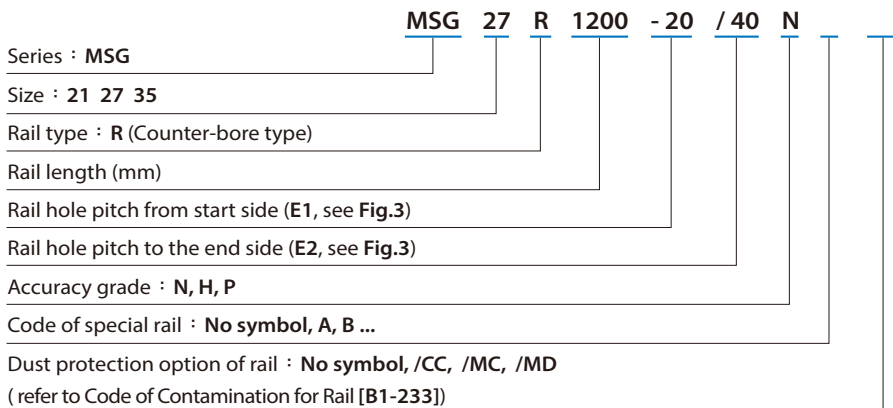 MSG 27 R 1200 - 20 / 40 N
Series : MSG
Size : 21 27 35
Rail type : R (Counter-bore type)
Rail length (mm)
Rail hole pitch from start side (E1, see Fig.3)
Rail hole pitch to the end side (E2, see Fig.3)
Accuracy grade : N, H, P
Code of special rail : No symbol, A, B ...
Dust protection option of rail : No symbol, /CC, /MC, /MD
( refer to Code of Contamination for Rail [B1-233])